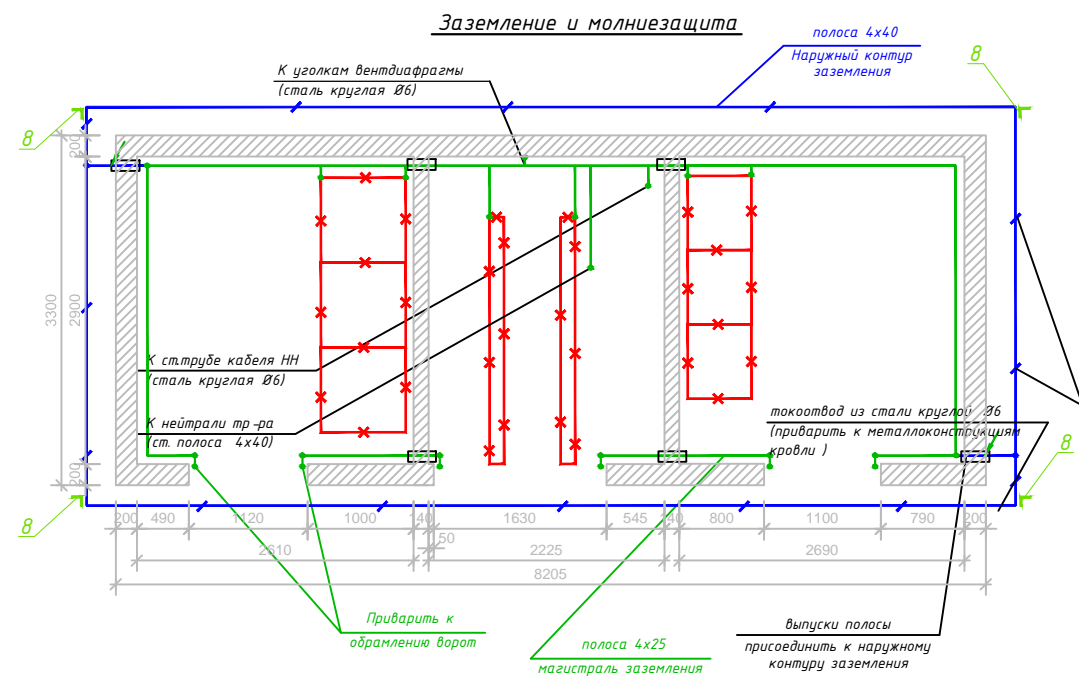 Заземление и молниезащита
полоса 4х40
Наружный контур
заземления
К уголкам вентдиафрагмы
(сталь круглая Ø6)
8
8
200
3300
2900
К ст.трубе кабеля НН
(сталь круглая Ø6)
К нейтрали тр-ра
(ст. полоса 4х40)
токоотвод из стали круглой Ø6
(приварить к металлоконструкциям
кровли )
8
200
8
200
490
1120
1000
140
1630
545
140
800
1100
790
200
50
2610
2225
2690
8205
Приварить к
обрамлению ворот
полоса 4х25
магистраль заземления
выпуски полосы
присоединить к наружному
контуру заземления